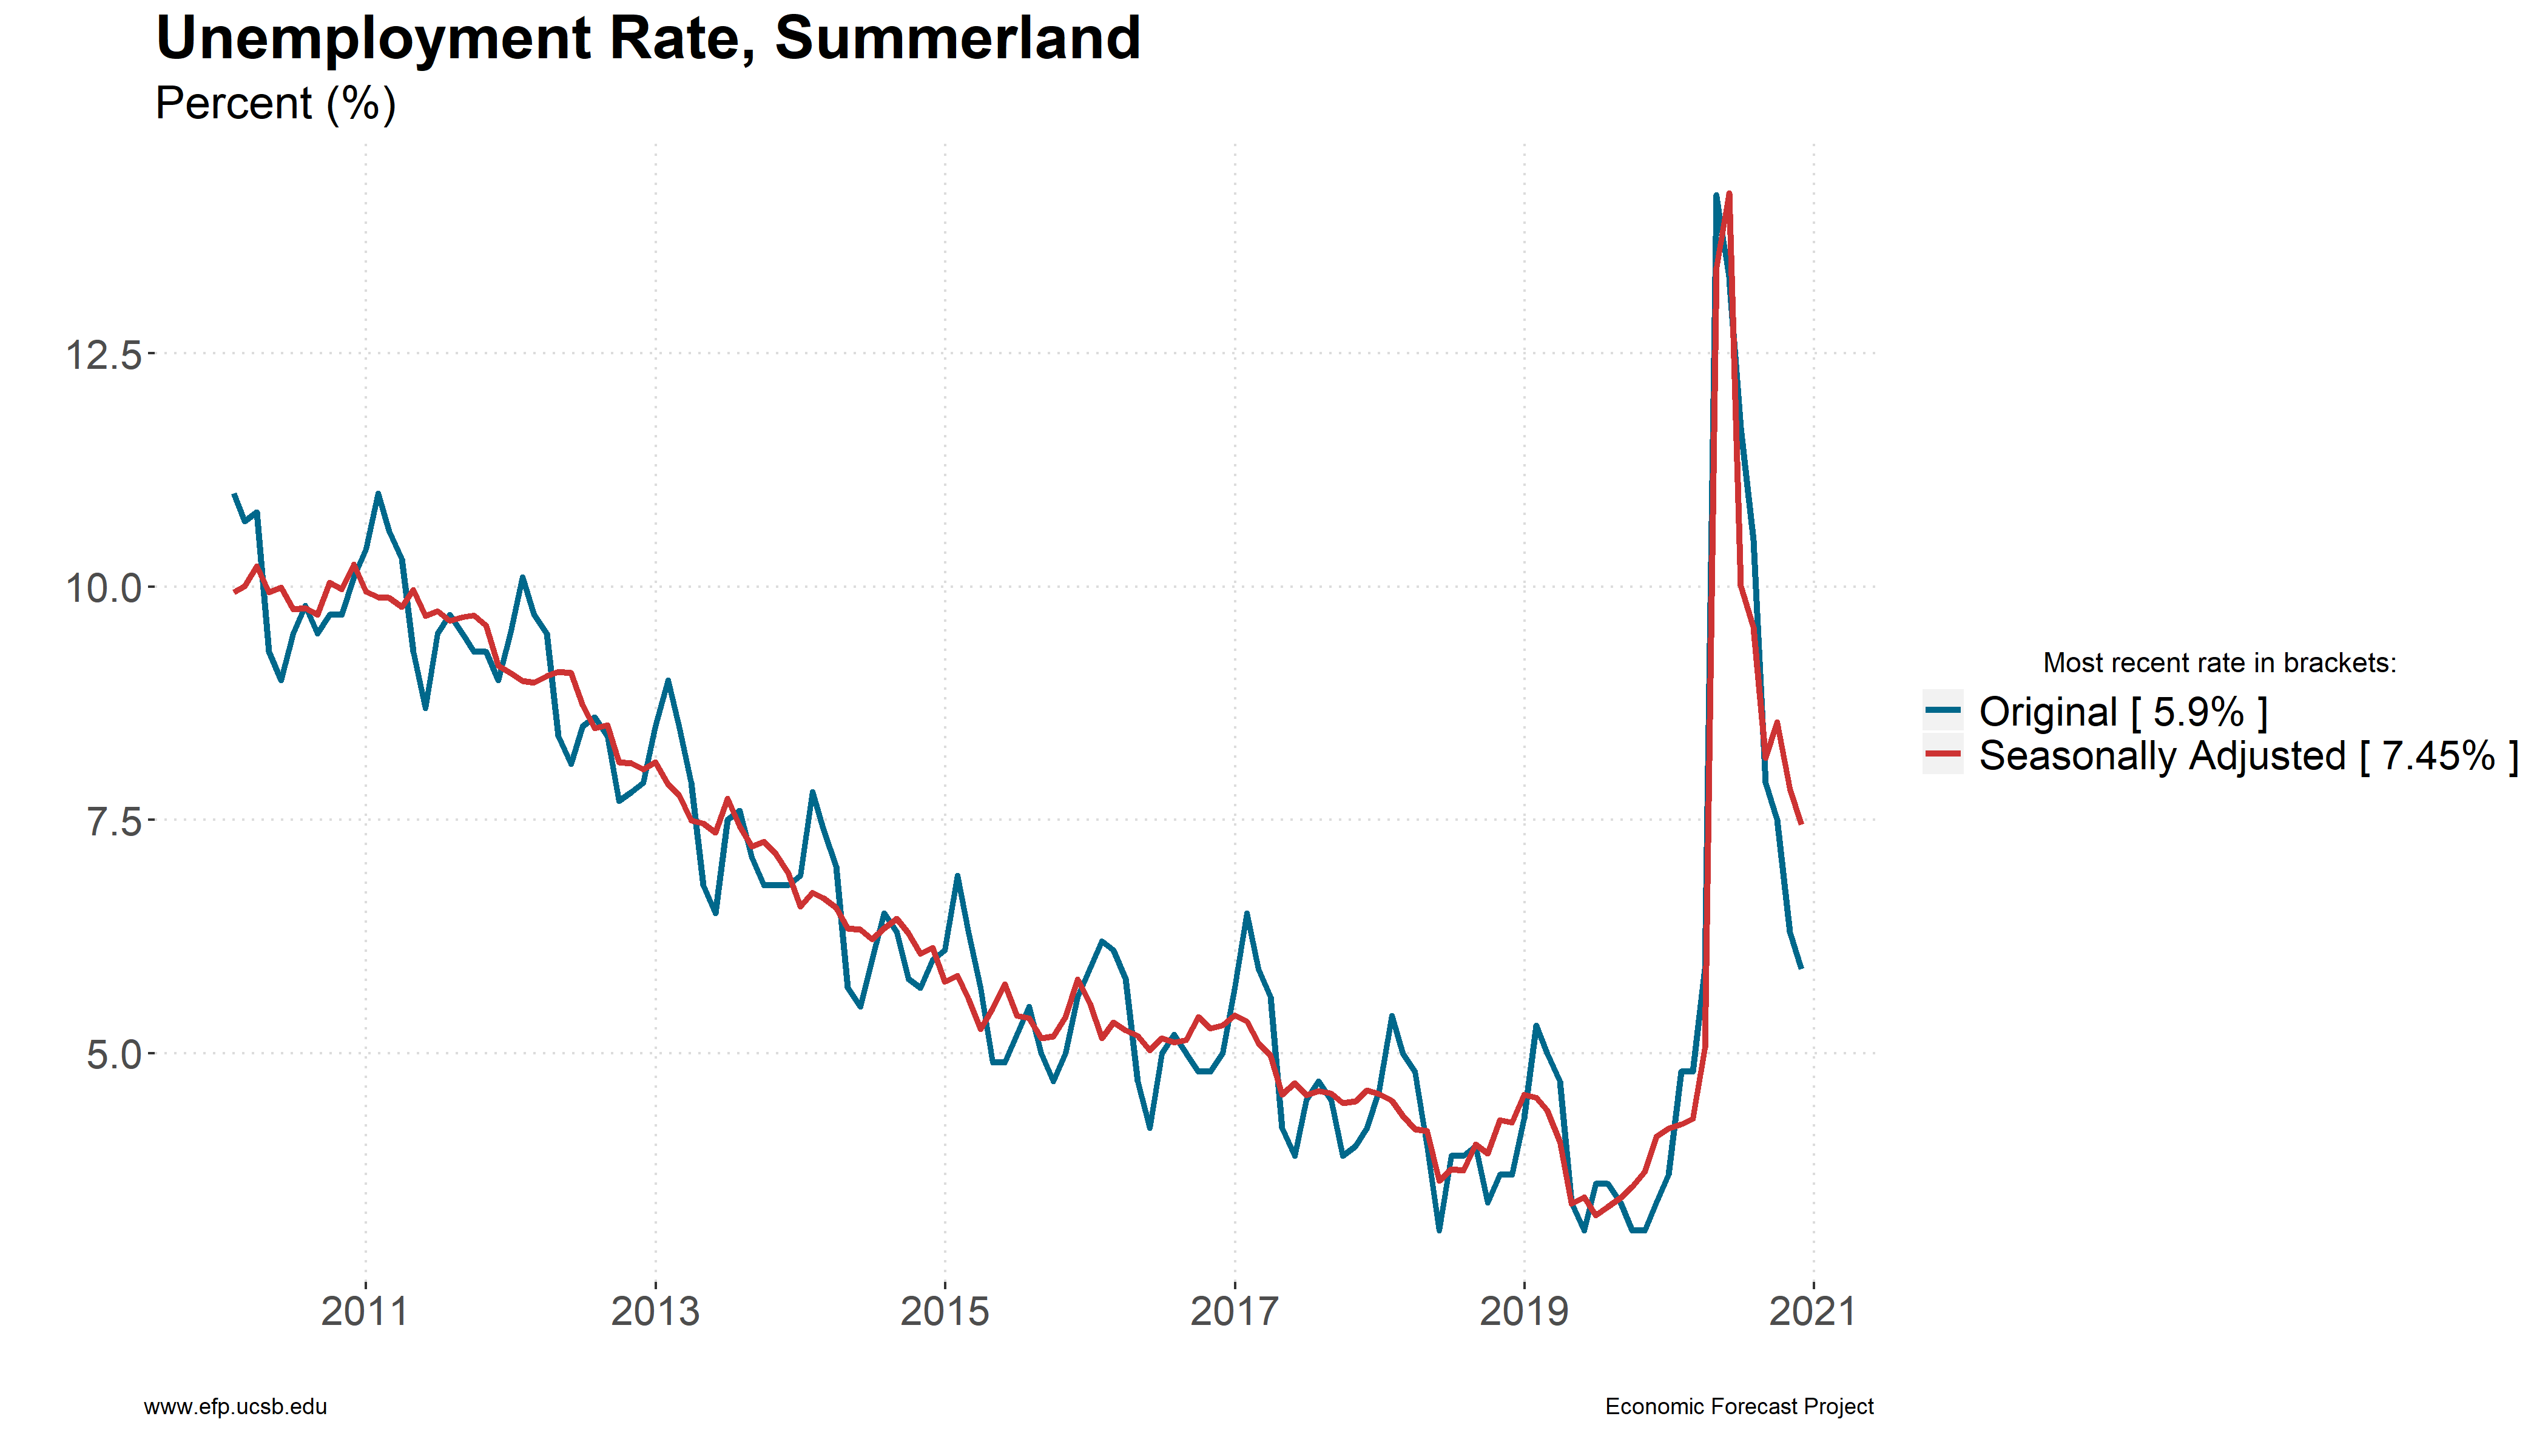 Unemployment Rate, Summerland
Percent (%)
12.5
10.0
7.5
5.0
2011 2013 2015 2017 2019 2021
Most recent rate in brackets:
Original [ 5.9% ]
Seasonally Adjusted [ 7.45% ]
www.efp.ucsb.edu Economic Forecast Project